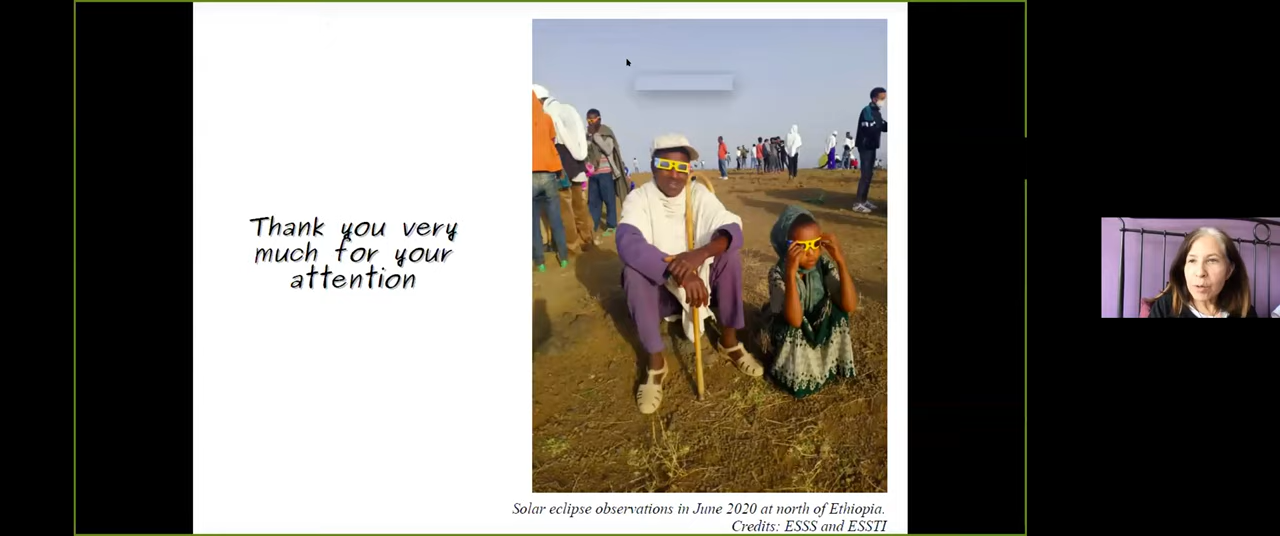 Thank you very
much for your
attention
Solar eclipse observations in June 2020 at north of Ethiopia.
Credits: ESSS and ESSTI